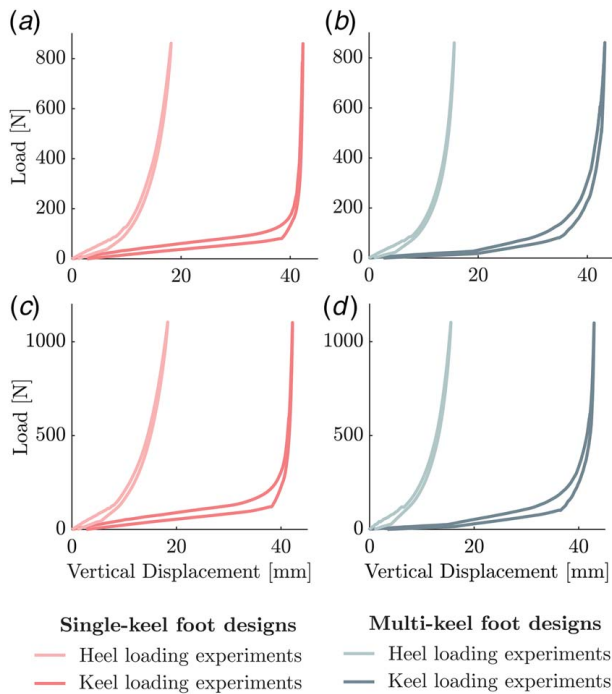 (a) (b)
800
600
400
200
0
0 20 40
Load [N]
800
600
400
200
0
0 20 40
(c) (d)
1000
500
0
0 20 40
Load [N]
Vertical Displacement [mm]
1000
500
0
0 20 40
Vertical Displacement [mm]
Single-keel foot designs
Heel loading experiments
Keel loading experiments
Multi-keel foot designs
Heel loading experiments
Keel loading experiments